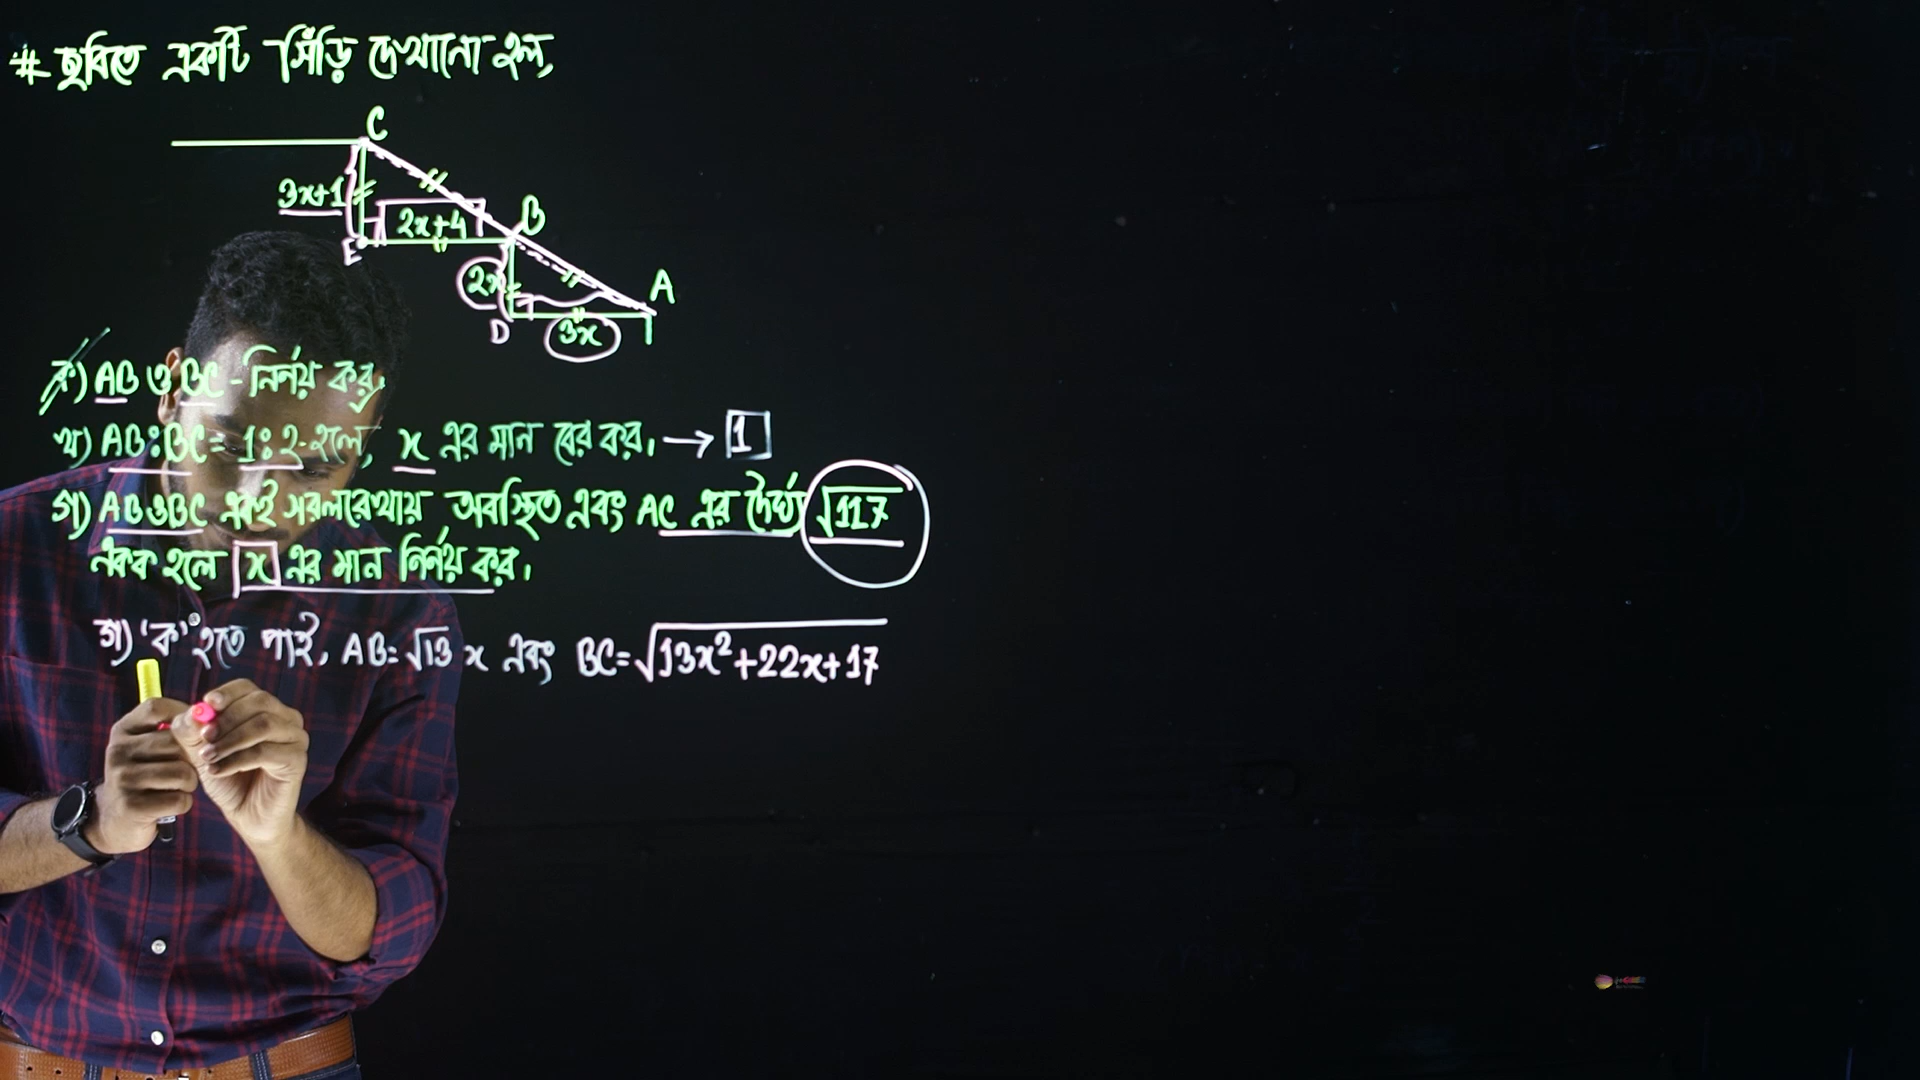 # ছবিতে একটি সিঁড়ি দেখানো হল,
C
3x+1
2x+4
B
E
2x
A
D
3x
ক) AB ও BC - নির্ণয় কর,
খ) AB:BC = 1:2 হলে, x এর মান বের কর। → 1
গ) AB ও BC একই সরলরেখায় অবস্থিত এবং AC এর দৈর্ঘ্য √117
একক হলে x এর মান নির্ণয় কর।
গ) 'ক' হতে পাই, AB = √13 x এবং BC = √13x²+22x+17